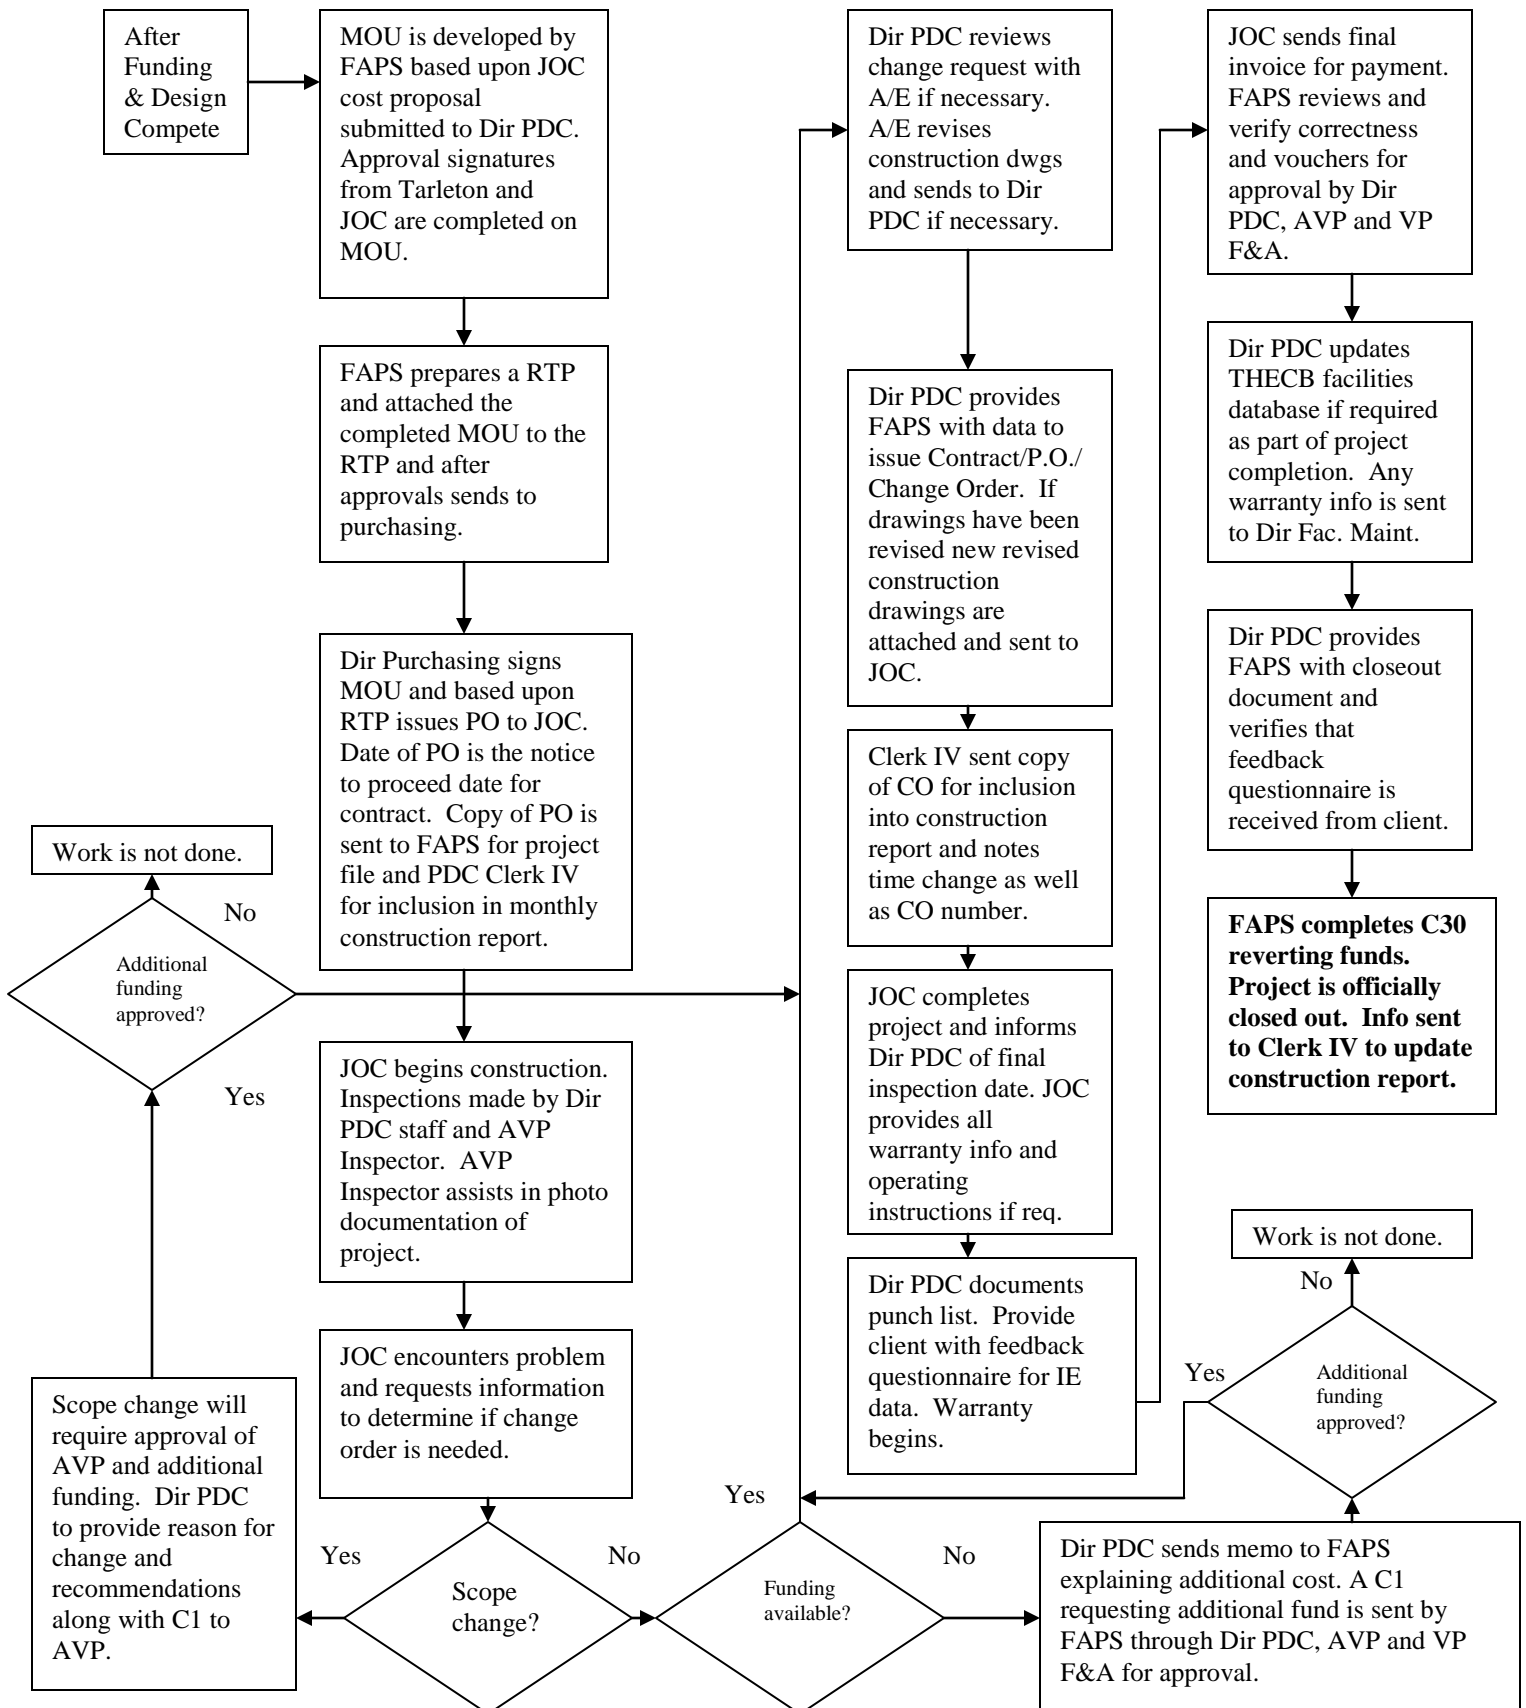 After
Funding
& Design
Compete
MOU is developed by
FAPS based upon JOC
cost proposal
submitted to Dir PDC.
Approval signatures
from Tarleton and
JOC are completed on
MOU.
FAPS prepares a RTP
and attached the
completed MOU to the
RTP and after
approvals sends to
purchasing.
Dir Purchasing signs
MOU and based upon
RTP issues PO to JOC.
Date of PO is the notice
to proceed date for
contract.  Copy of PO is
sent to FAPS for project
file and PDC Clerk IV
for inclusion in monthly
construction report.
Work is not done.
No
Additional
funding
approved?
Yes
JOC begins construction.
Inspections made by Dir
PDC staff and AVP
Inspector.  AVP
Inspector assists in photo
documentation of
project.
JOC encounters problem
and requests information
to determine if change
order is needed.
Scope change will
require approval of
AVP and additional
funding.  Dir PDC
to provide reason for
change and
recommendations
along with C1 to
AVP.
Yes
Scope
change?
No
Yes
Funding
available?
No
Dir PDC reviews
change request with
A/E if necessary.
A/E revises
construction dwgs
and sends to Dir
PDC if necessary.
Dir PDC provides
FAPS with data to
issue Contract/P.O./
Change Order.  If
drawings have been
revised new revised
construction
drawings are
attached and sent to
JOC.
Clerk IV sent copy
of CO for inclusion
into construction
report and notes
time change as well
as CO number.
JOC completes
project and informs
Dir PDC of final
inspection date. JOC
provides all
warranty info and
operating
instructions if req.
Dir PDC documents
punch list.  Provide
client with feedback
questionnaire for IE
data.  Warranty
begins.
JOC sends final
invoice for payment.
FAPS reviews and
verify correctness
and vouchers for
approval by Dir
PDC, AVP and VP
F&A.
Dir PDC updates
THECB facilities
database if required
as part of project
completion.  Any
warranty info is sent
to Dir Fac. Maint.
Dir PDC provides
FAPS with closeout
document and
verifies that
feedback
questionnaire is
received from client.
FAPS completes C30
reverting funds.
Project is officially
closed out.  Info sent
to Clerk IV to update
construction report.
Work is not done.
No
Yes
Additional
funding
approved?
Dir PDC sends memo to FAPS
explaining additional cost. A C1
requesting additional fund is sent by
FAPS through Dir PDC, AVP and VP
F&A for approval.